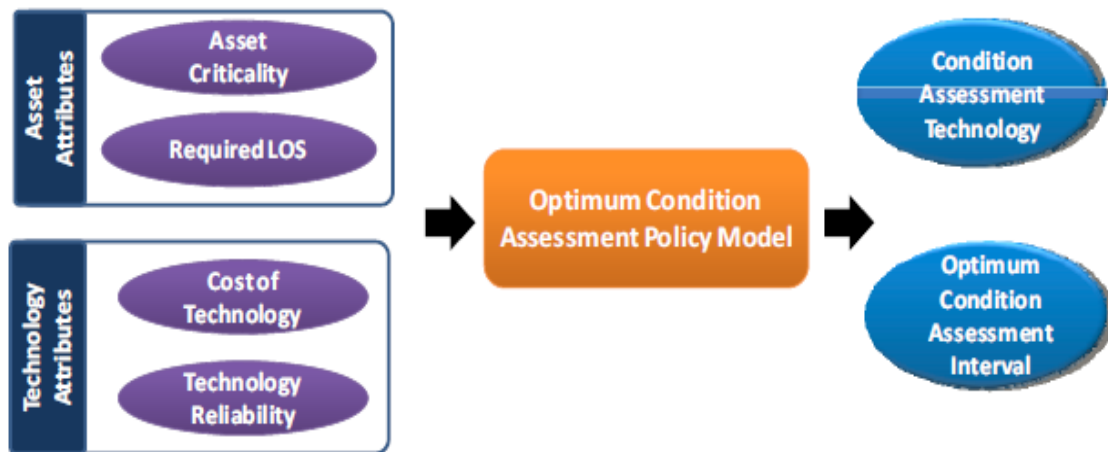 Asset
Attributes
Asset
Criticality
Required LOS
Technology
Attributes
Cost of
Technology
Technology
Reliability
Optimum Condition
Assessment Policy Model
Condition
Assessment
Technology
Optimum
Condition
Assessment
Interval